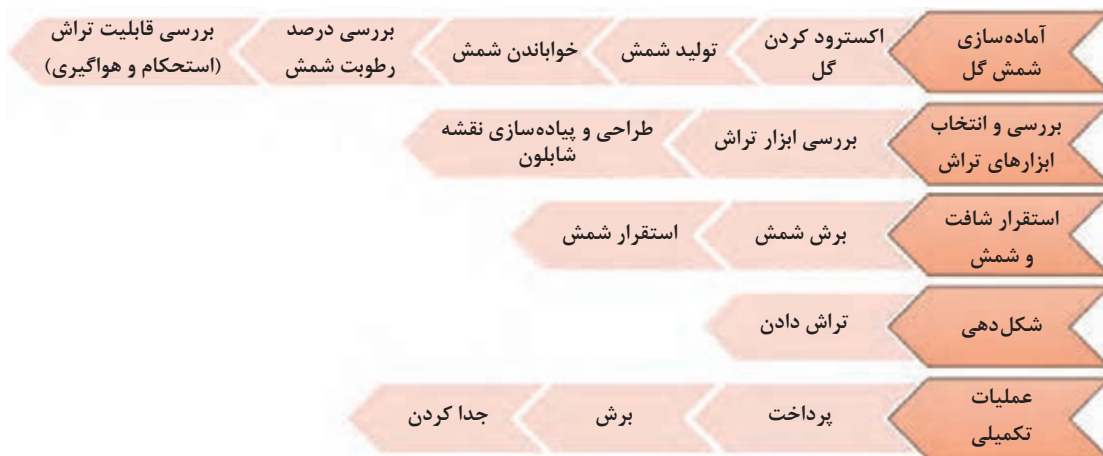 آماده‌سازی
شمش گل
اکسترود کردن
گل
تولید شمش
خواباندن شمش
بررسی درصد
رطوبت شمش
بررسی قابلیت تراش
(استحکام و هواگیری)
بررسی و انتخاب
ابزارهای تراش
بررسی ابزار تراش
طراحی و پیاده‌سازی نقشه
شابلون
استقرار شافت
و شمش
برش شمش
استقرار شمش
شکل‌دهی
تراش دادن
عملیات
تکمیلی
پرداخت
برش
جدا کردن